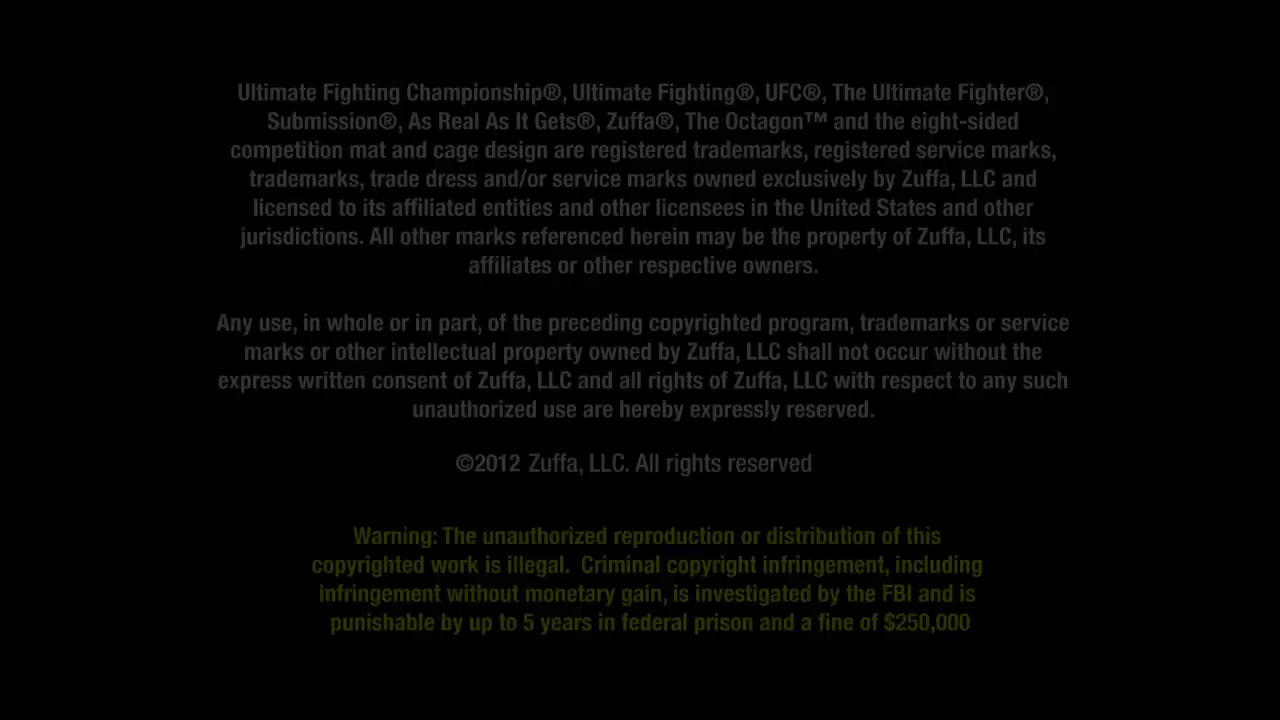 Ultimate Fighting Championship®, Ultimate Fighting®, UFC®, The Ultimate Fighter®,
Submission®, As Real As It Gets®, Zuffa®, The Octagon™ and the eight-sided
competition mat and cage design are registered trademarks, registered service marks,
trademarks, trade dress and/or service marks owned exclusively by Zuffa, LLC and
licensed to its affiliated entities and other licensees in the United States and other
jurisdictions. All other marks referenced herein may be the property of Zuffa, LLC, its
affiliates or other respective owners.
Any use, in whole or in part, of the preceding copyrighted program, trademarks or service
marks or other intellectual property owned by Zuffa, LLC shall not occur without the
express written consent of Zuffa, LLC and all rights of Zuffa, LLC with respect to any such
unauthorized use are hereby expressly reserved.
©2012 Zuffa, LLC. All rights reserved
Warning: The unauthorized reproduction or distribution of this
copyrighted work is illegal. Criminal copyright infringement, including
infringement without monetary gain, is investigated by the FBI and is
punishable by up to 5 years in federal prison and a fine of $250,000